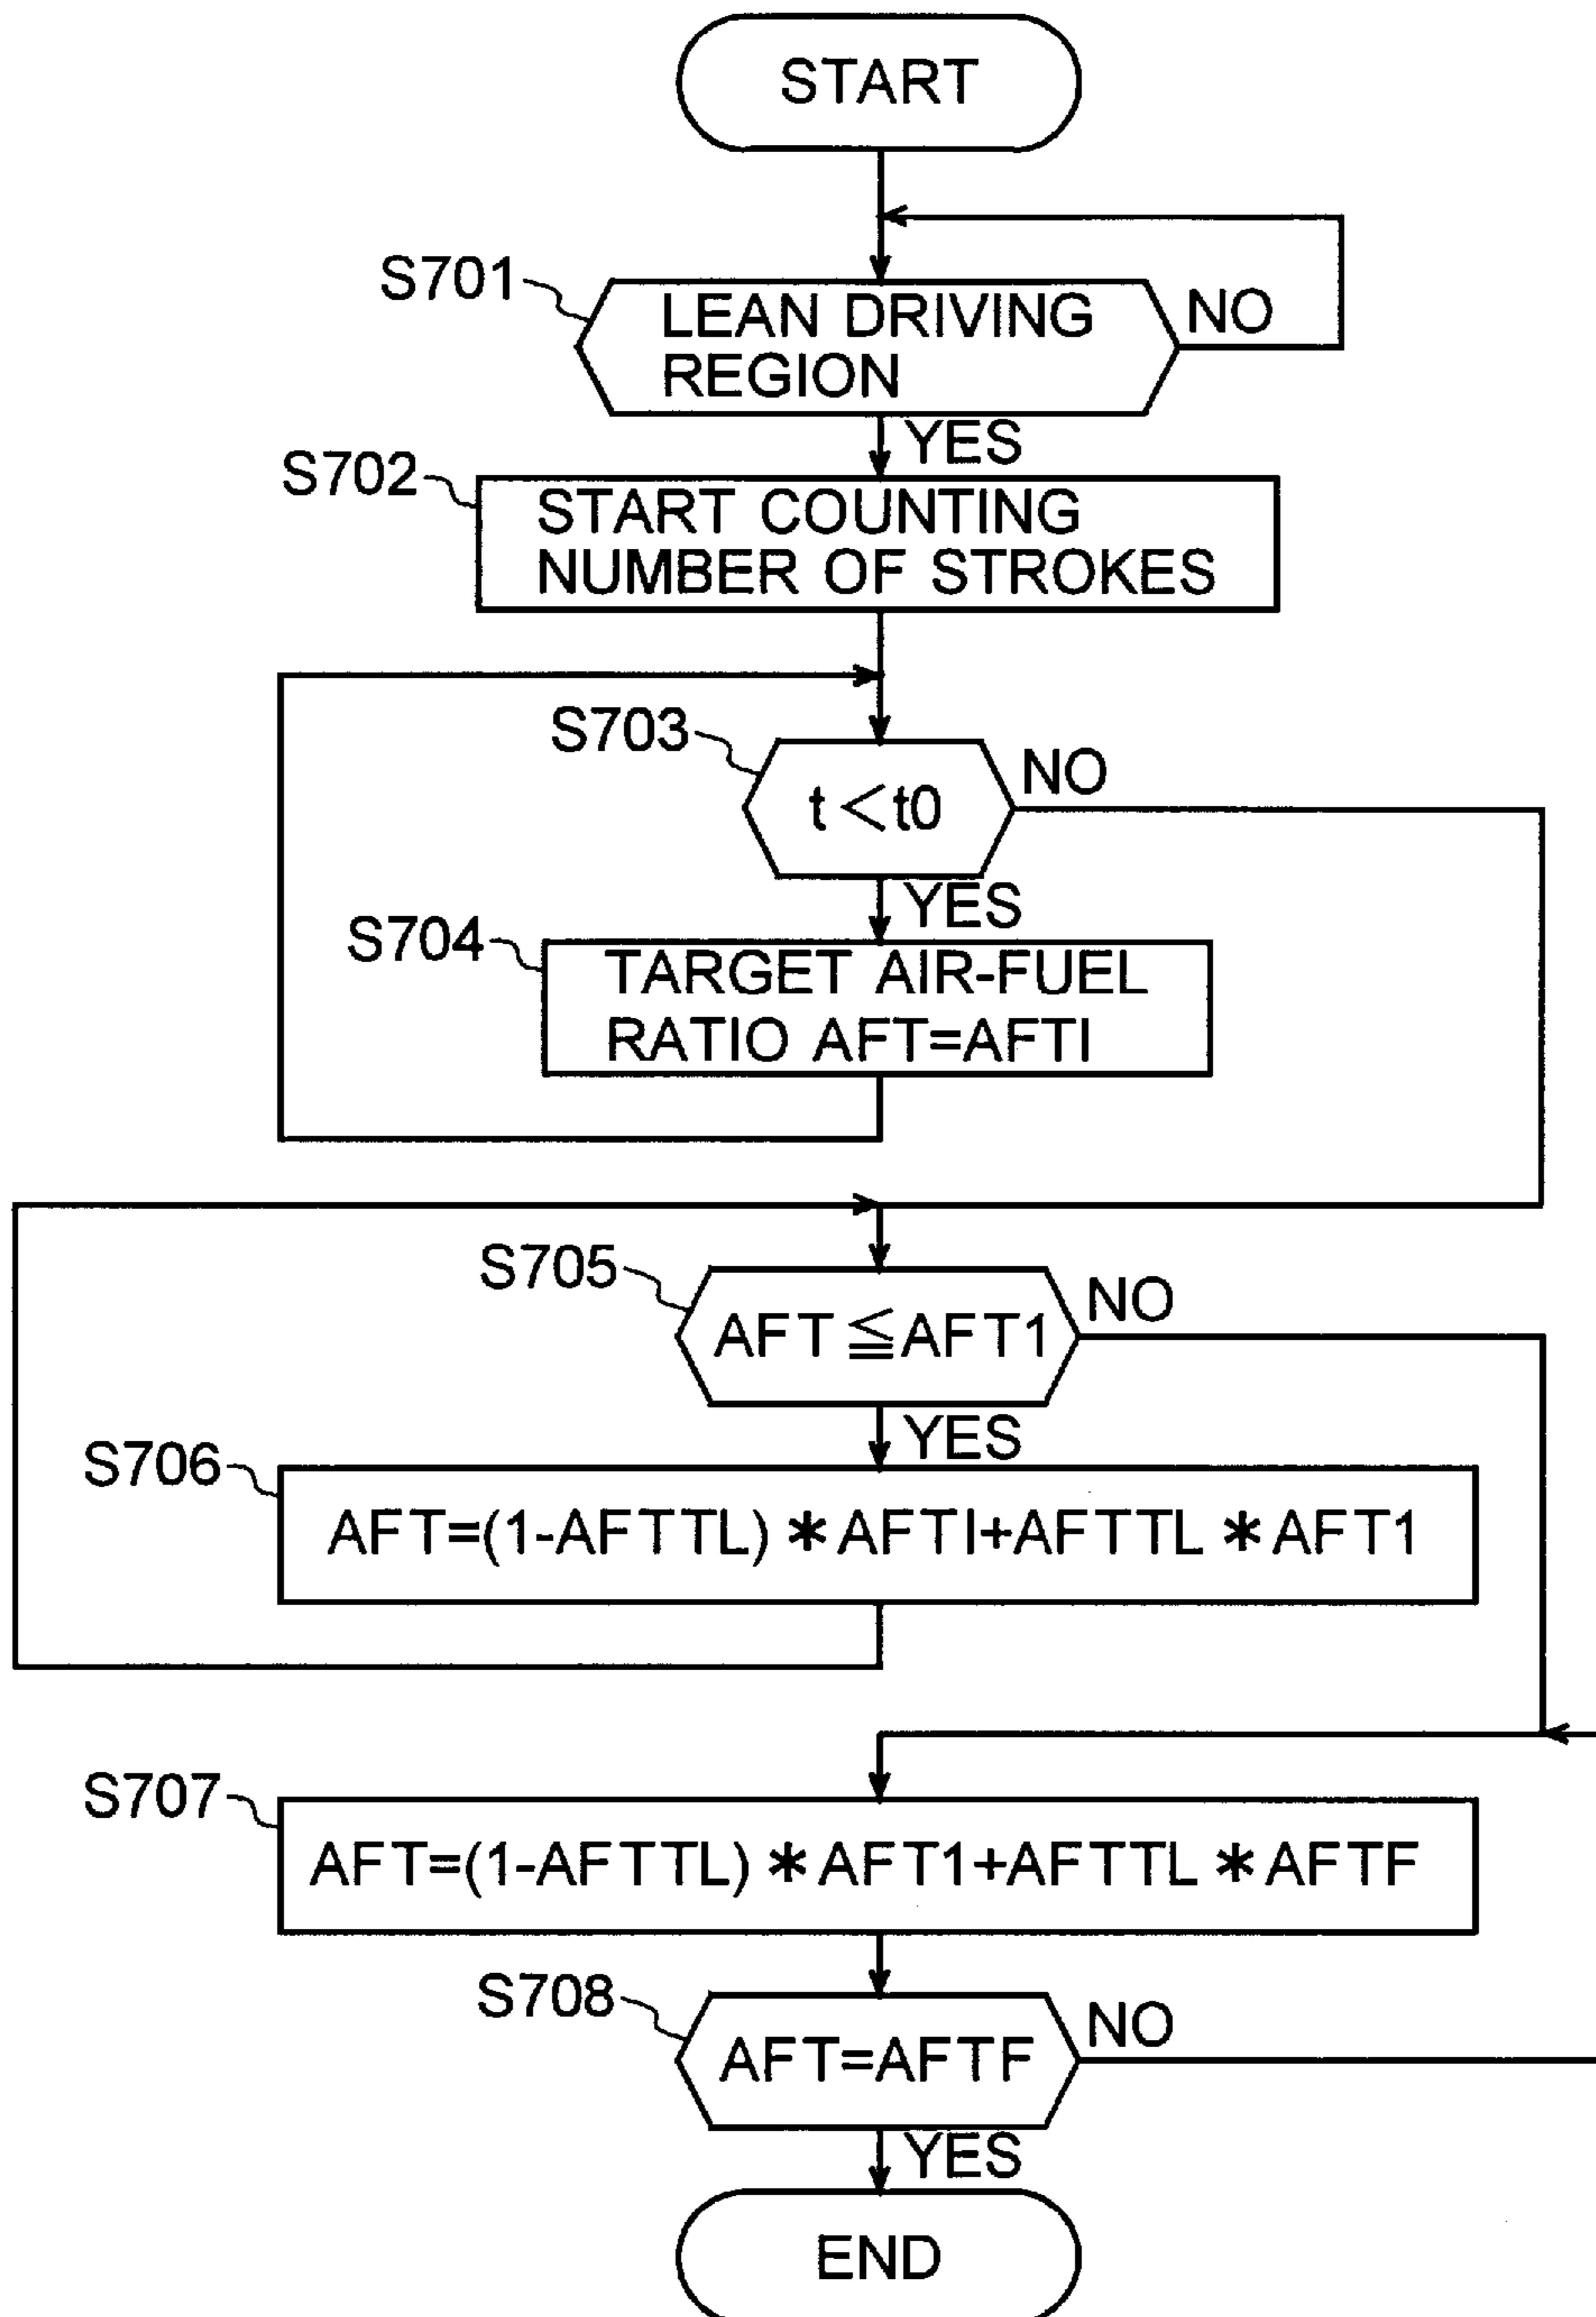 START
S701
LEAN DRIVING
REGION
NO
YES
S702
START COUNTING
NUMBER OF STROKES
S703
t<t0
NO
YES
S704
TARGET AIR-FUEL
RATIO AFT=AFTI
S705
AFT≦AFT1
NO
YES
S706
AFT=(1-AFTTL)*AFTI+AFTTL*AFT1
S707
AFT=(1-AFTTL)*AFT1+AFTTL*AFTF
S708
AFT=AFTF
NO
YES
END